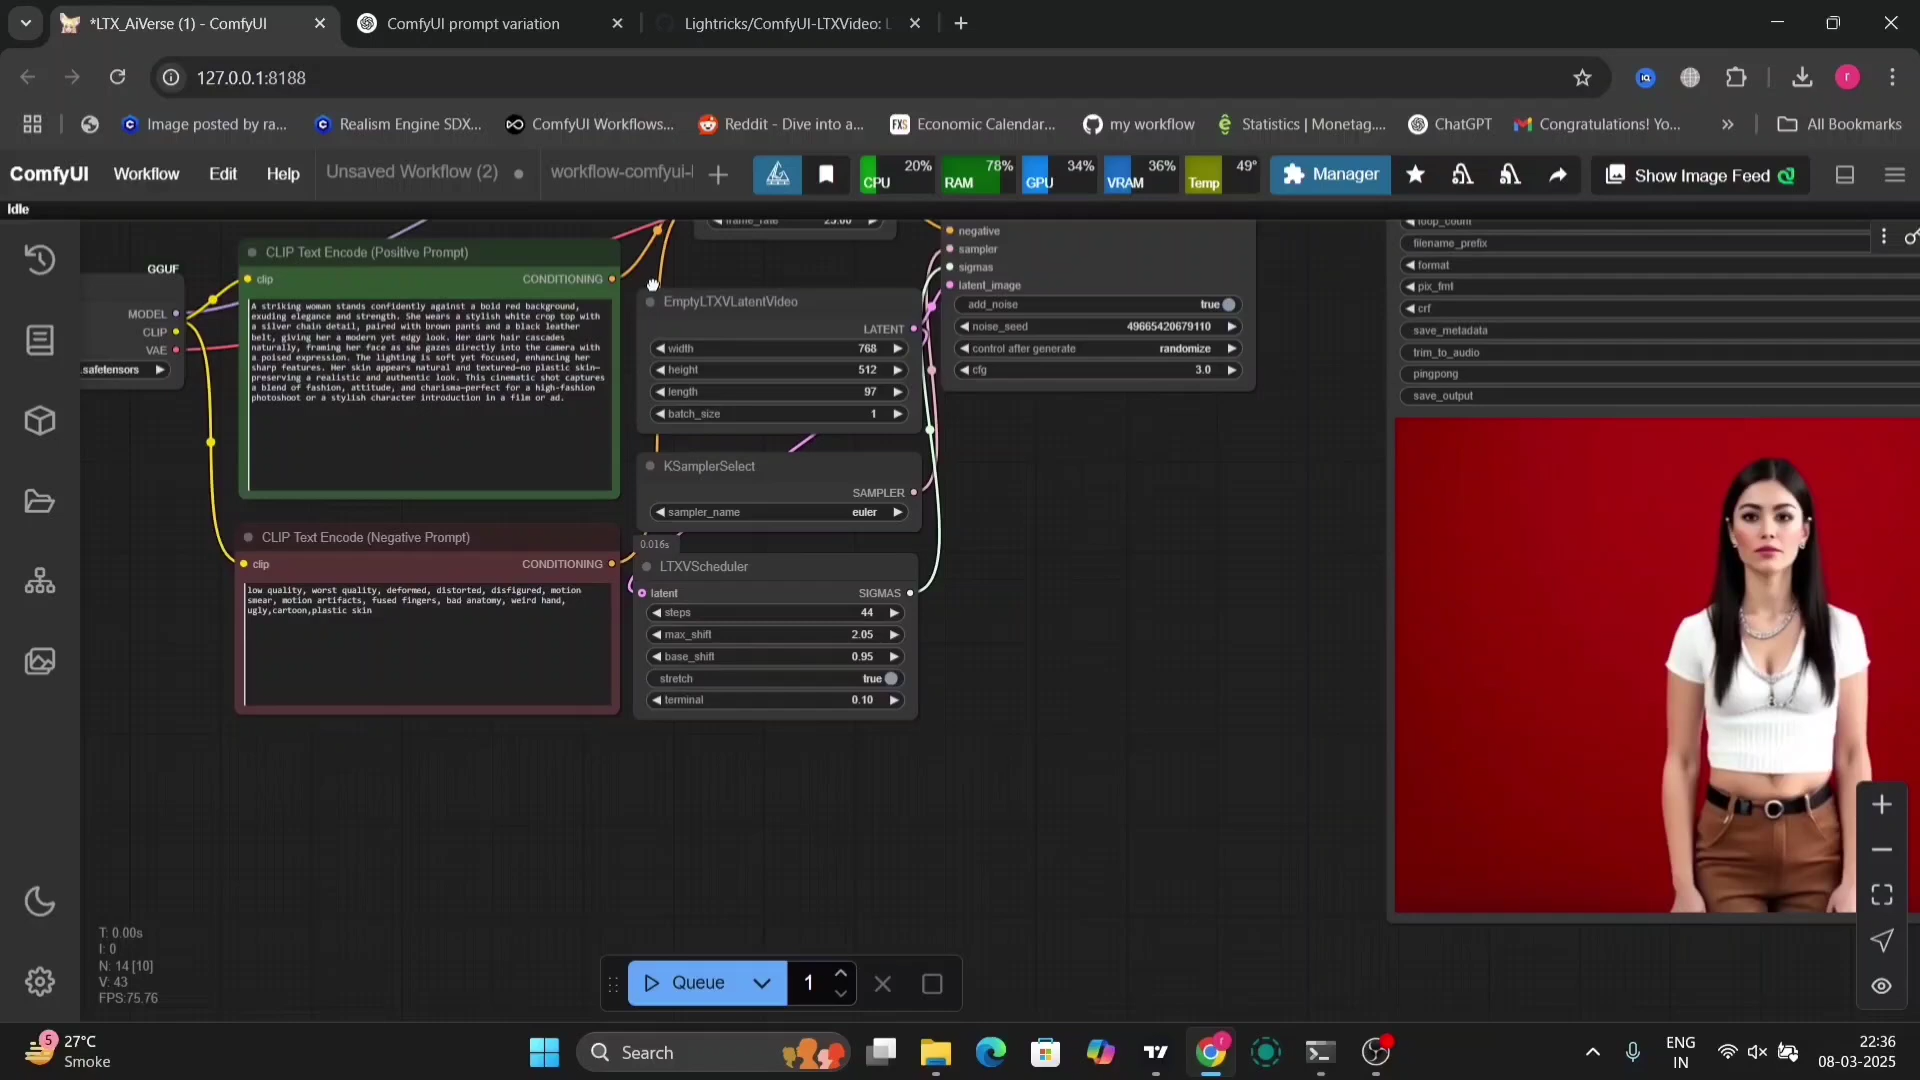 *LTX_AiVerse (1) - ComfyUI
ComfyUI prompt variation
Lightricks/ComfyUI-LTXVideo: L
127.0.0.1:8188
r
Image posted by ra...
Realism Engine SDX...
ComfyUI Workflows...
Reddit - Dive into a...
FXS
Economic Calendar...
my workflow
Statistics | Monetag....
ChatGPT
Congratulations! Yo...
All Bookmarks
ComfyUI
Workflow
Edit
Help
Unsaved Workflow (2)
workflow-comfyui-l
CPU 20%
RAM 78%
GPU 34%
VRAM 36%
Temp 49°
Manager
Show Image Feed
Idle
GGUF
MODEL
CLIP
VAE
.safetensors
CLIP Text Encode (Positive Prompt)
clip
CONDITIONING
A striking woman stands confidently against a bold red background,
exuding elegance and strength. She wears a stylish white crop top with
a silver chain detail, paired with brown pants and a black leather
belt, giving her a modern yet edgy look. Her dark hair cascades
naturally, framing her face as she gazes directly into the camera with
a poised expression. The lighting is soft yet focused, enhancing her
sharp features. Her skin appears natural and textured—no plastic skin—
preserving a realistic and authentic look. This cinematic shot captures
a blend of fashion, attitude, and charisma—perfect for a high-fashion
photoshoot or a stylish character introduction in a film or ad.
CLIP Text Encode (Negative Prompt)
clip
CONDITIONING
low quality, worst quality, deformed, distorted, disfigured, motion
smear, motion artifacts, fused fingers, bad anatomy, weird hand,
ugly,cartoon,plastic skin
frame_rate 25.00
EmptyLTXVLatentVideo
LATENT
width 768
height 512
length 97
batch_size 1
KSamplerSelect
SAMPLER
sampler_name euler
0.016s
LTXVScheduler
latent SIGMAS
steps 44
max_shift 2.05
base_shift 0.95
stretch true
terminal 0.10
negative
sampler
sigmas
latent_image
add_noise true
noise_seed 49665420679110
control after generate randomize
cfg 3.0
loop_count
filename_prefix
format
pix_fmt
crf
save_metadata
trim_to_audio
pingpong
save_output
T: 0.00s
I: 0
N: 14 [10]
V: 43
FPS:75.76
Queue
1
5
27°C
Smoke
Search
ENG
IN
22:36
08-03-2025